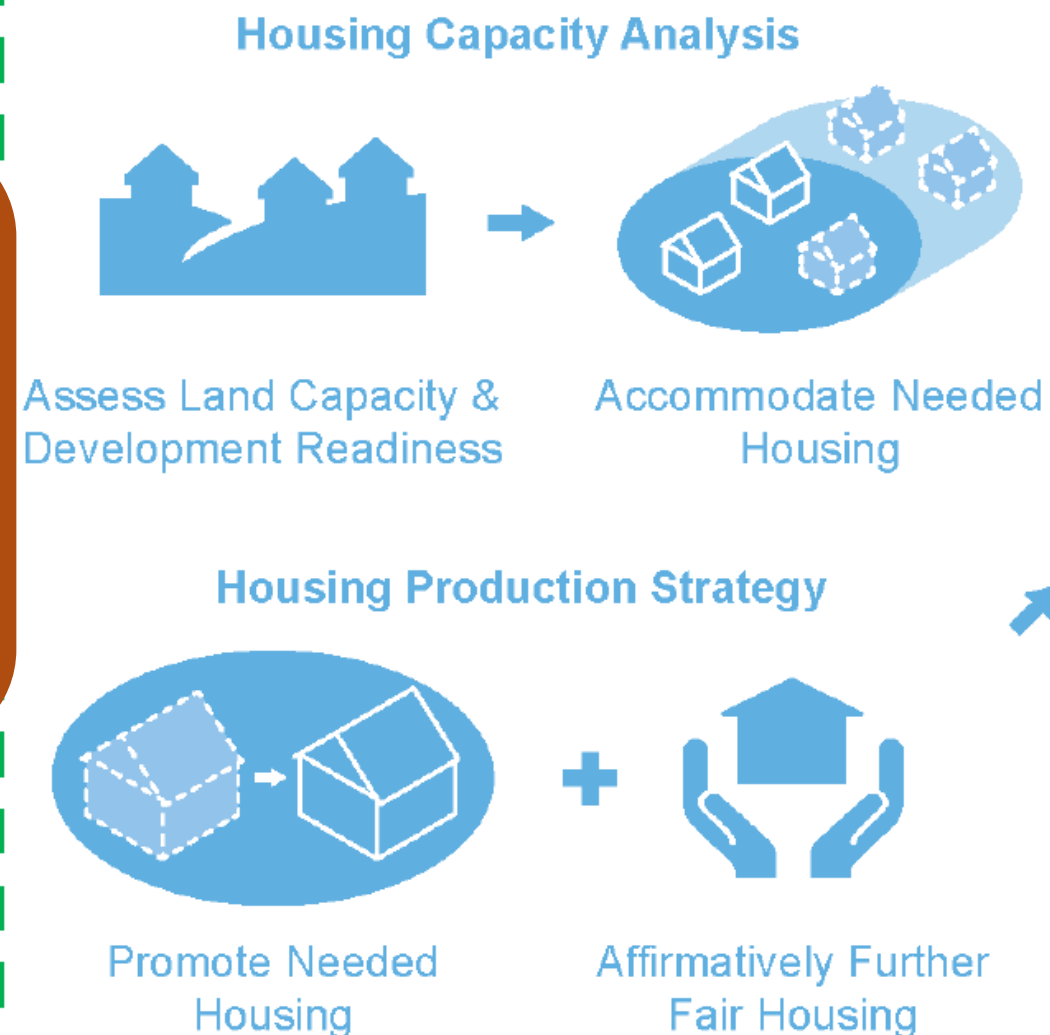 Housing Capacity Analysis
Assess Land Capacity &
Development Readiness
Accommodate Needed
Housing
Housing Production Strategy
Promote Needed
Housing
Affirmatively Further
Fair Housing